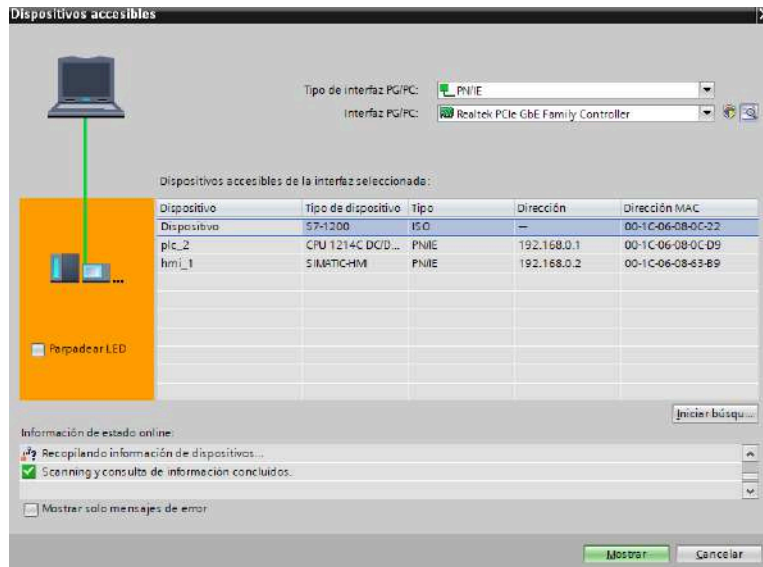 Dispositivos accesibles
Tipo de interfaz PG/PC: PN/IE
Interfaz PG/PC: Realtek PCIe GbE Family Controller
Dispositivos accesibles de la interfaz seleccionada:
Dispositivo Tipo de dispositivo Tipo Dirección Dirección MAC
Dispositivo S7-1200 ISO — 00-1C-06-08-0C-22
plc_2 CPU 1214C DC/D... PN/IE 192.168.0.1 00-1C-06-08-0C-D9
hmi_1 SIMATIC-HMI PN/IE 192.168.0.2 00-1C-06-08-63-B9
Parpadear LED
Iniciar búsqu...
Información de estado online:
Recopilando información de dispositivos...
Scanning y consulta de información concluidos.
Mostrar solo mensajes de error
Mostrar Cancelar